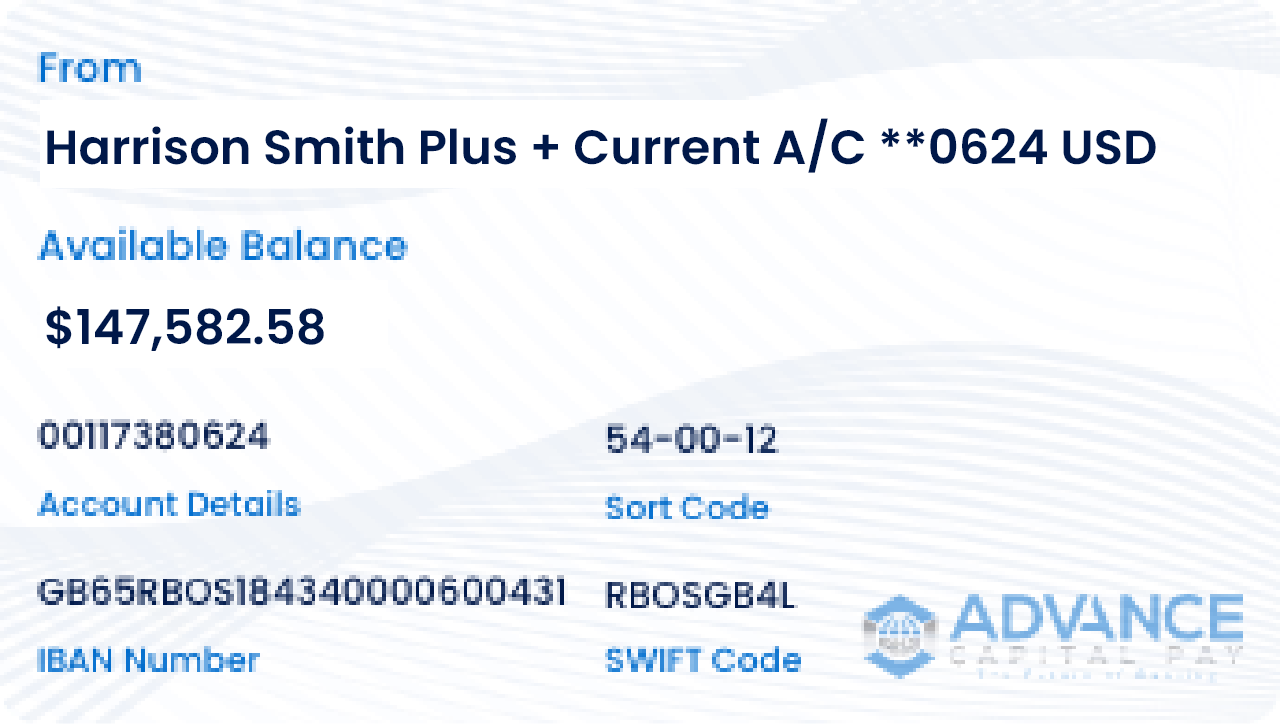 From
Harrison Smith Plus + Current A/C **0624 USD
Available Balance
$147,582.58
00117380624
54-00-12
Account Details
Sort Code
GB65RBOS184340000600431
RBOSGB4L
IBAN Number
SWIFT Code
ADVANCE
CAPITAL PAY